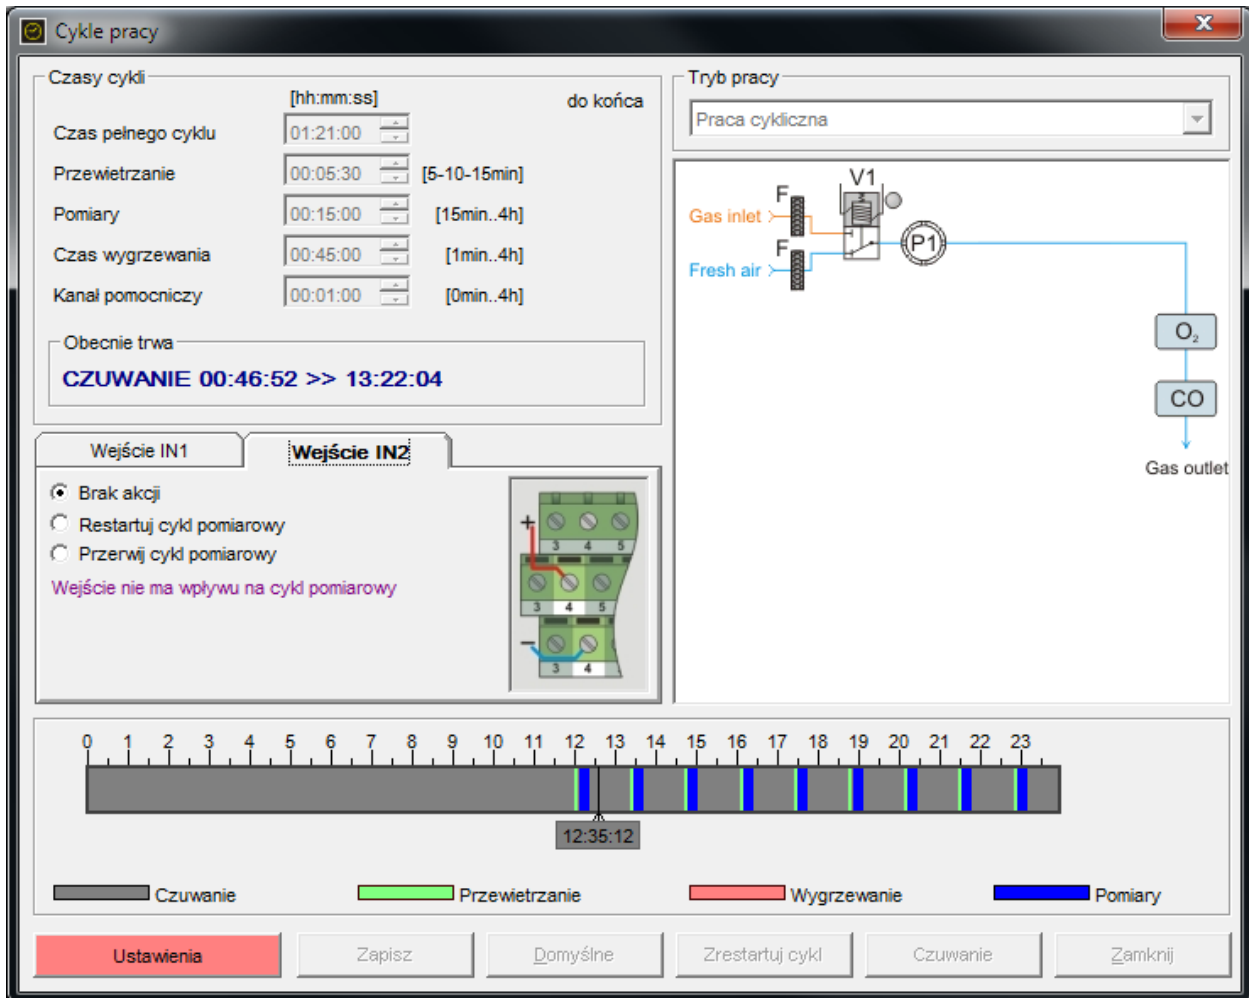 Cykle pracy
x
Czasy cykli
[hh:mm:ss]
do końca
Czas pełnego cyklu 01:21:00
Przewietrzanie 00:05:30 [5-10-15min]
Pomiary 00:15:00 [15min..4h]
Czas wygrzewania 00:45:00 [1min..4h]
Kanał pomocniczy 00:01:00 [0min..4h]
Obecnie trwa
CZUWANIE 00:46:52 >> 13:22:04
Tryb pracy
Praca cykliczna
V1
F
Gas inlet
P1
F
Fresh air
O₂
CO
Gas outlet
Wejście IN1
Wejście IN2
Brak akcji
Restartuj cykl pomiarowy
Przerwij cykl pomiarowy
Wejście nie ma wpływu na cykl pomiarowy
+
3 4 5
3 4 5
−
3 4
0 1 2 3 4 5 6 7 8 9 10 11 12 13 14 15 16 17 18 19 20 21 22 23
12:35:12
Czuwanie
Przewietrzanie
Wygrzewanie
Pomiary
Ustawienia
Zapisz
Domyślne
Zrestartuj cykl
Czuwanie
Zamknij